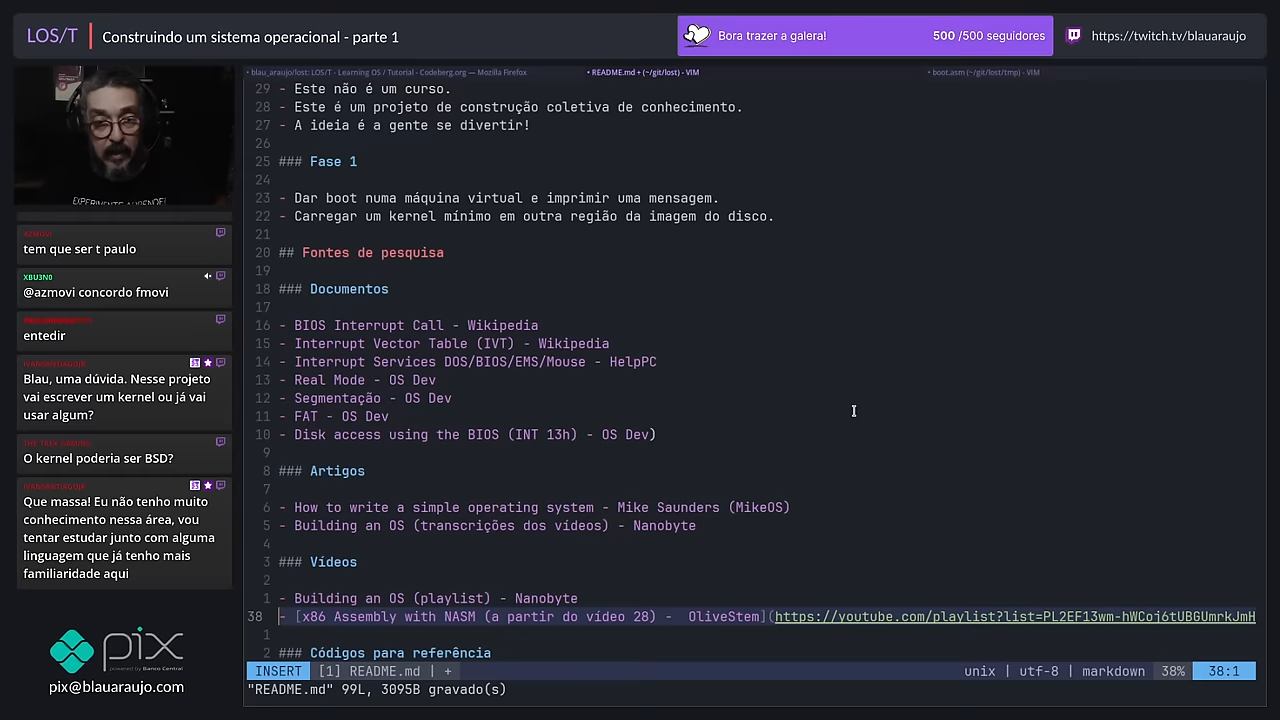 LOS/T
Construindo um sistema operacional - parte 1
Bora trazer a galera!
500 /500 seguidores
https://twitch.tv/blauaraujo
• blau_araujo/lost: LOS/T - Learning OS / Tutorial - Codeberg.org — Mozilla Firefox
• README.md + (~/git/lost) - VIM
• boot.asm (~/git/lost/tmp) - VIM
EXPERIMENTE APRENDE!
AZMOVI
tem que ser t paulo
XBU3N0
@azmovi concordo fmovi
entedir
IVANSANTIAGOJR
Blau, uma dúvida. Nesse projeto
vai escrever um kernel ou já vai
usar algum?
THE TREK GAMING
O kernel poderia ser BSD?
IVANSANTIAGOJR
Que massa! Eu não tenho muito
conhecimento nessa área, vou
tentar estudar junto com alguma
linguagem que já tenho mais
familiaridade aqui
pix
powered by Banco Central
pix@blauaraujo.com
29 - Este não é um curso.
28 - Este é um projeto de construção coletiva de conhecimento.
27 - A ideia é a gente se divertir!
26
25 ### Fase 1
24
23 - Dar boot numa máquina virtual e imprimir uma mensagem.
22 - Carregar um kernel mínimo em outra região da imagem do disco.
21
20 ## Fontes de pesquisa
19
18 ### Documentos
17
16 - BIOS Interrupt Call - Wikipedia
15 - Interrupt Vector Table (IVT) - Wikipedia
14 - Interrupt Services DOS/BIOS/EMS/Mouse - HelpPC
13 - Real Mode - OS Dev
12 - Segmentação - OS Dev
11 - FAT - OS Dev
10 - Disk access using the BIOS (INT 13h) - OS Dev)
9
8 ### Artigos
7
6 - How to write a simple operating system - Mike Saunders (MikeOS)
5 - Building an OS (transcrições dos vídeos) - Nanobyte
4
3 ### Vídeos
2
1 - Building an OS (playlist) - Nanobyte
38 - [x86 Assembly with NASM (a partir do vídeo 28) -  OliveStem](https://youtube.com/playlist?list=PL2EF13wm-hWCoj6tUBGUmrkJmH
1
2 ### Códigos para referência
INSERT [1] README.md | + unix | utf-8 | markdown 38% 38:1
"README.md" 99L, 3095B gravado(s)